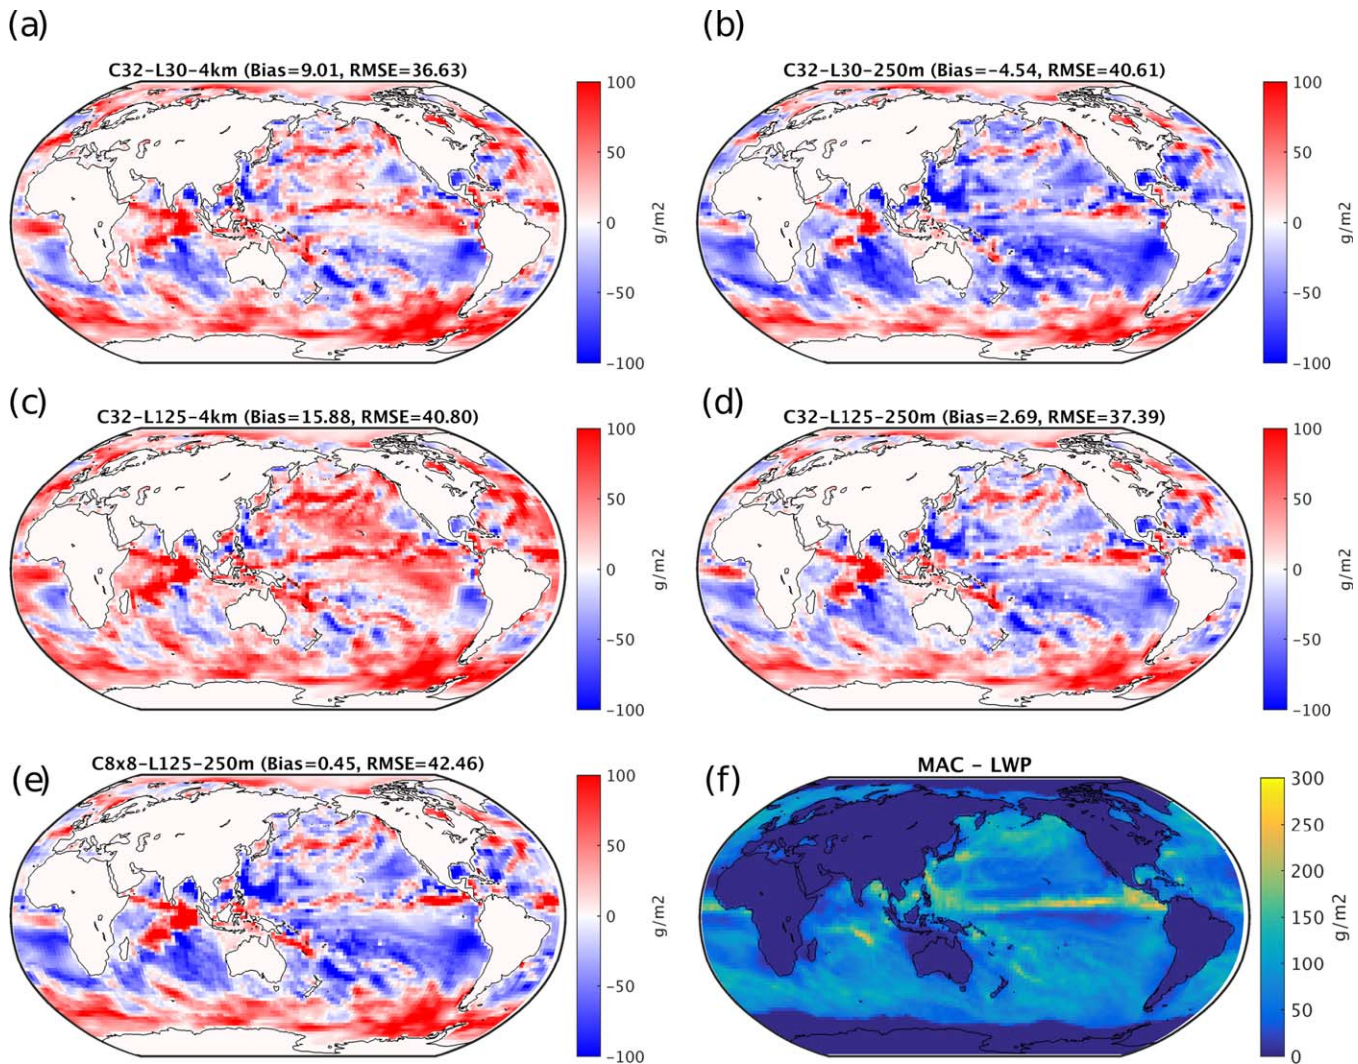 (a)
(b)
C32-L30-4km (Bias=9.01, RMSE=36.63)
100
50
0
-50
-100
g/m2
C32-L30-250m (Bias=-4.54, RMSE=40.61)
100
50
0
-50
-100
g/m2
(c)
(d)
C32-L125-4km (Bias=15.88, RMSE=40.80)
100
50
0
-50
-100
g/m2
C32-L125-250m (Bias=2.69, RMSE=37.39)
100
50
0
-50
-100
g/m2
(e)
(f)
C8x8-L125-250m (Bias=0.45, RMSE=42.46)
100
50
0
-50
-100
g/m2
MAC - LWP
300
250
200
150
100
50
0
g/m2